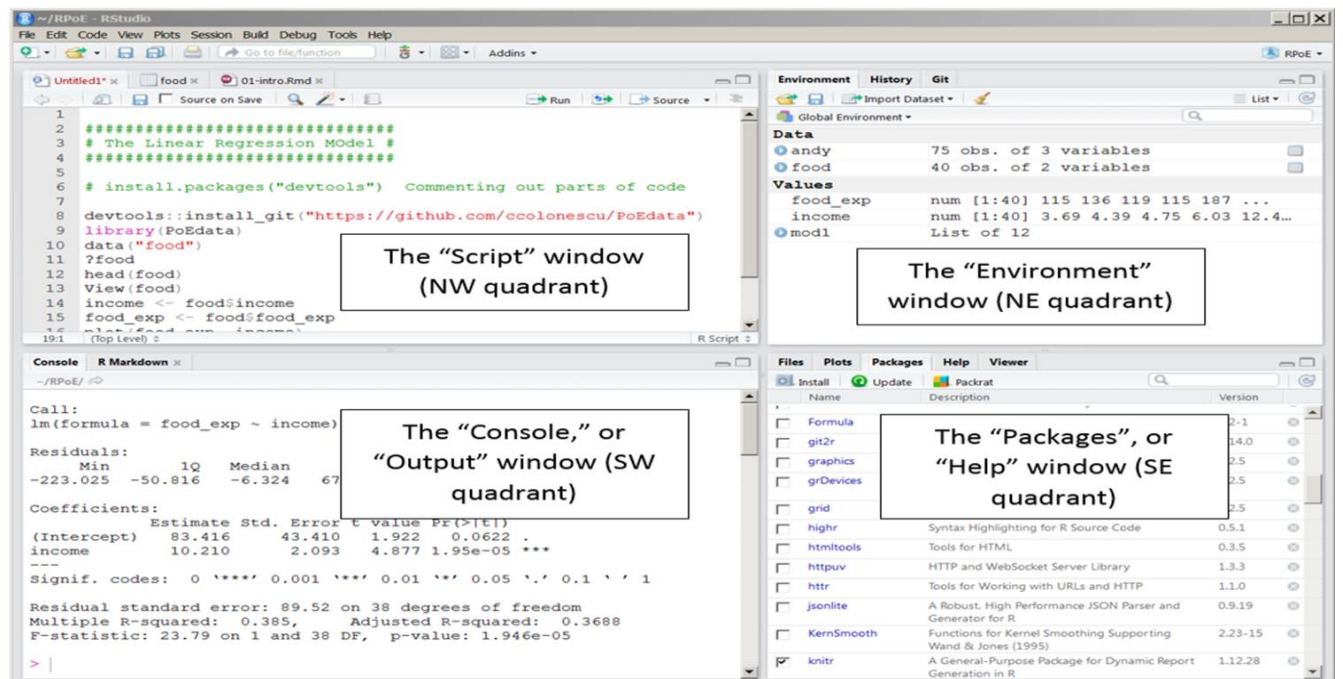 ~/RPoE - RStudio
File Edit Code View Plots Session Build Debug Tools Help
Go to file/function Addins RPoE
Untitled1* food 01-intro.Rmd
Source on Save Run Source
1
2 ################################
3 # The Linear Regression MOdel #
4 ################################
5
6 # install.packages("devtools") Commenting out parts of code
7
8 devtools::install_git("https://github.com/ccolonescu/PoEdata")
9 library(PoEdata)
10 data("food")
11 ?food
12 head(food)
13 View(food)
14 income <- food$income
15 food_exp <- food$food_exp
19:1 (Top Level) R Script
The “Script” window
(NW quadrant)
Environment History Git
Import Dataset List
Global Environment
Data
andy 75 obs. of 3 variables
food 40 obs. of 2 variables
Values
food_exp num [1:40] 115 136 119 115 187 ...
income num [1:40] 3.69 4.39 4.75 6.03 12.4…
mod1 List of 12
The “Environment”
window (NE quadrant)
Console R Markdown
~/RPoE/
Call:
lm(formula = food_exp ~ income)
Residuals:
Min 1Q Median
-223.025 -50.816 -6.324 67
Coefficients:
Estimate Std. Error t value Pr(>|t|)
(Intercept) 83.416 43.410 1.922 0.0622 .
income 10.210 2.093 4.877 1.95e-05 ***
---
Signif. codes: 0 ‘***’ 0.001 ‘**’ 0.01 ‘*’ 0.05 ‘.’ 0.1 ‘ ’ 1
Residual standard error: 89.52 on 38 degrees of freedom
Multiple R-squared: 0.385, Adjusted R-squared: 0.3688
F-statistic: 23.79 on 1 and 38 DF, p-value: 1.946e-05
>
The “Console,” or
“Output” window (SW
quadrant)
Files Plots Packages Help Viewer
Install Update Packrat
Name Description Version
Formula 2-1
git2r 14.0
graphics 2.5
grDevices 2.5
grid 2.5
highr Syntax Highlighting for R Source Code 0.5.1
htmltools Tools for HTML 0.3.5
httpuv HTTP and WebSocket Server Library 1.3.3
httr Tools for Working with URLs and HTTP 1.1.0
jsonlite A Robust, High Performance JSON Parser and 0.9.19
Generator for R
KernSmooth Functions for Kernel Smoothing Supporting 2.23-15
Wand & Jones (1995)
knitr A General-Purpose Package for Dynamic Report 1.12.28
Generation in R
The “Packages”, or
“Help” window (SE
quadrant)